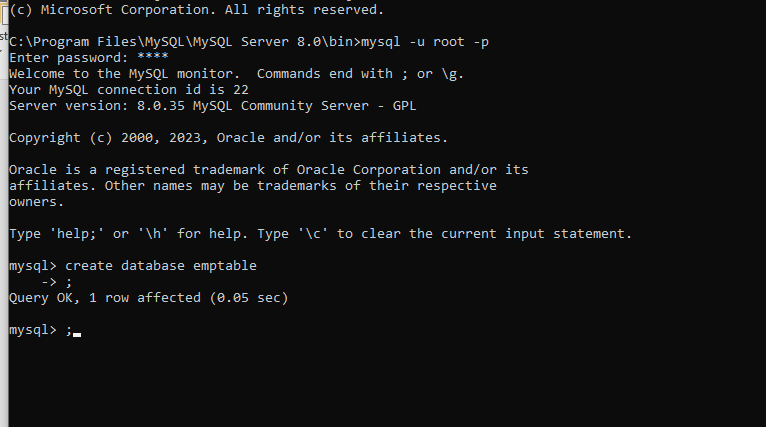 (c) Microsoft Corporation. All rights reserved.
C:\Program Files\MySQL\MySQL Server 8.0\bin>mysql -u root -p
Enter password: ****
Welcome to the MySQL monitor.  Commands end with ; or \g.
Your MySQL connection id is 22
Server version: 8.0.35 MySQL Community Server - GPL
Copyright (c) 2000, 2023, Oracle and/or its affiliates.
Oracle is a registered trademark of Oracle Corporation and/or its
affiliates. Other names may be trademarks of their respective
owners.
Type 'help;' or '\h' for help. Type '\c' to clear the current input statement.
mysql> create database emptable
    -> ;
Query OK, 1 row affected (0.05 sec)
mysql> ;